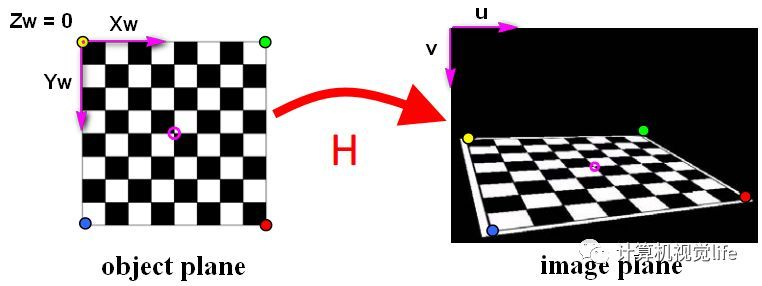 Zw = 0
Xw
Yw
u
v
H
object plane
image plane
计算机视觉life